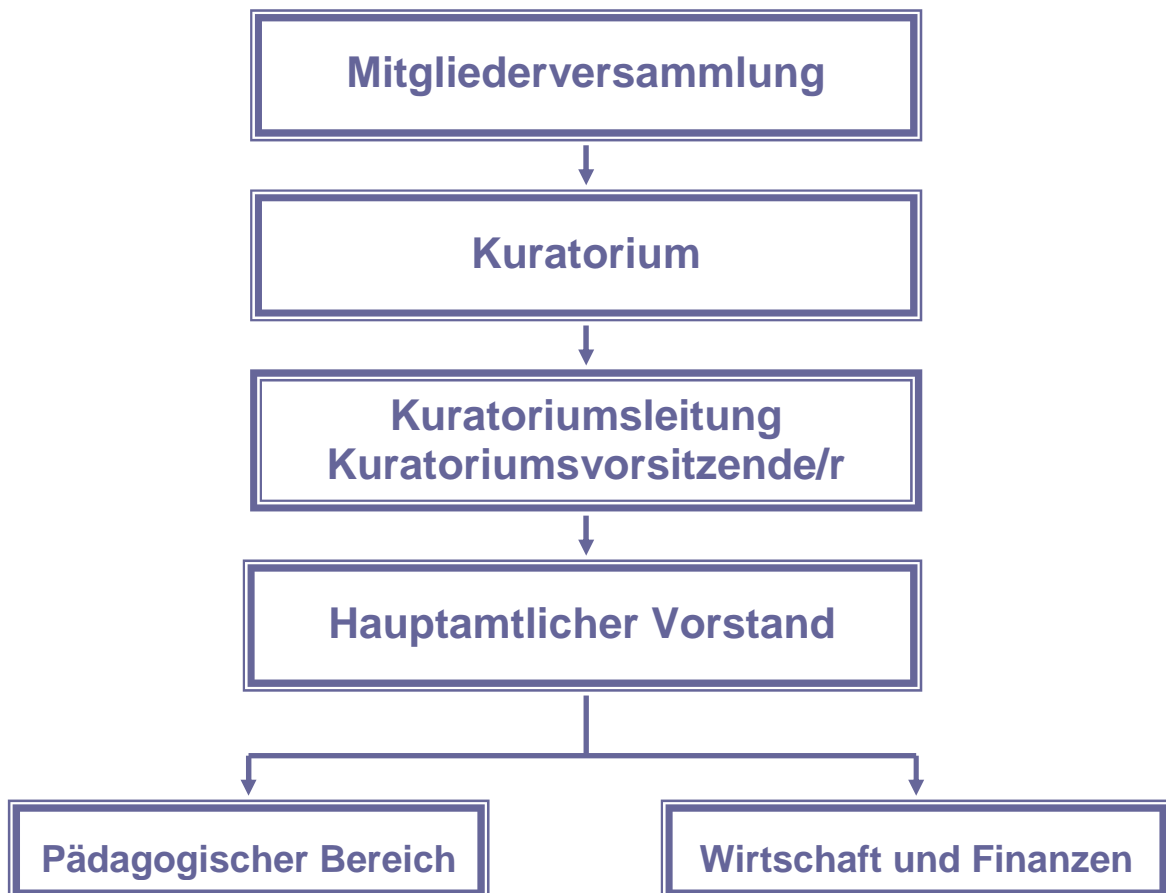 Mitgliederversammlung
Kuratorium
Kuratoriumsleitung
Kuratoriumsvorsitzende/r
Hauptamtlicher Vorstand
Pädagogischer Bereich
Wirtschaft und Finanzen